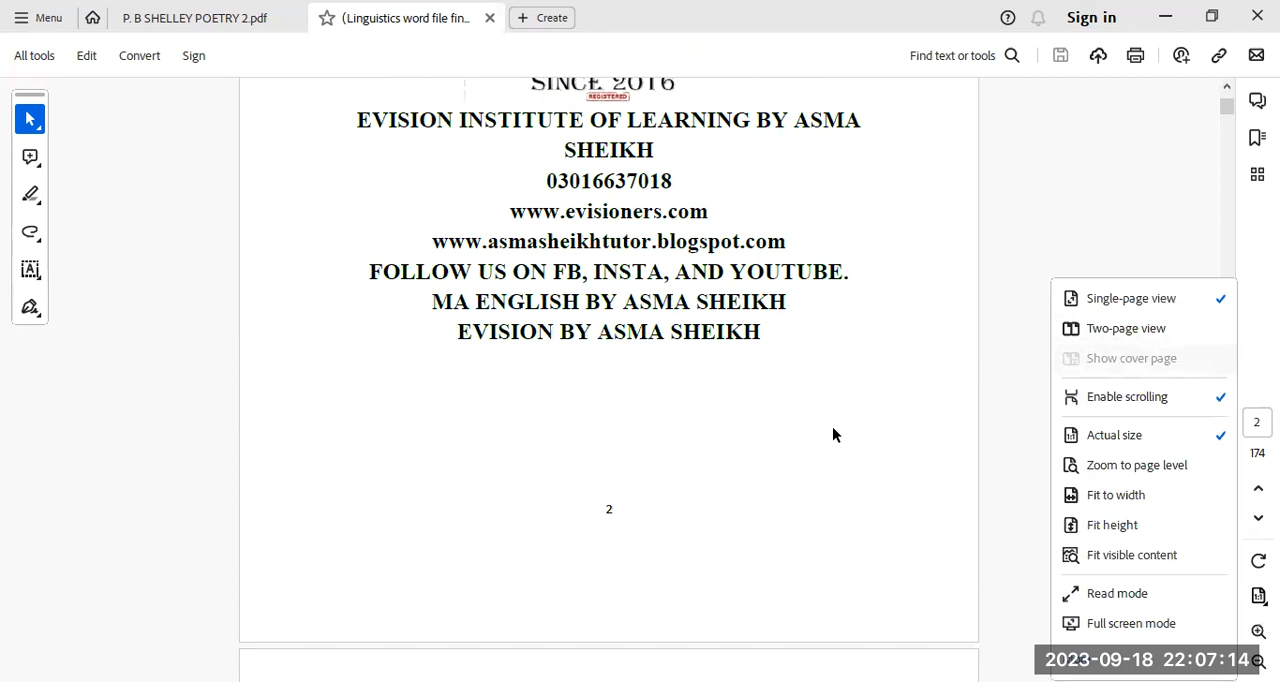 Menu
P. B SHELLEY POETRY 2.pdf
(Linguistics word file fin...
Create
Sign in
All tools
Edit
Convert
Sign
Find text or tools
SINCE 2016
REGISTERED
EVISION INSTITUTE OF LEARNING BY ASMA
SHEIKH
03016637018
www.evisioners.com
www.asmasheikhtutor.blogspot.com
FOLLOW US ON FB, INSTA, AND YOUTUBE.
MA ENGLISH BY ASMA SHEIKH
EVISION BY ASMA SHEIKH
2
Single-page view
Two-page view
Show cover page
Enable scrolling
Actual size
Zoom to page level
Fit to width
Fit height
Fit visible content
Read mode
Full screen mode
2
174
2023-09-18 22:07:14